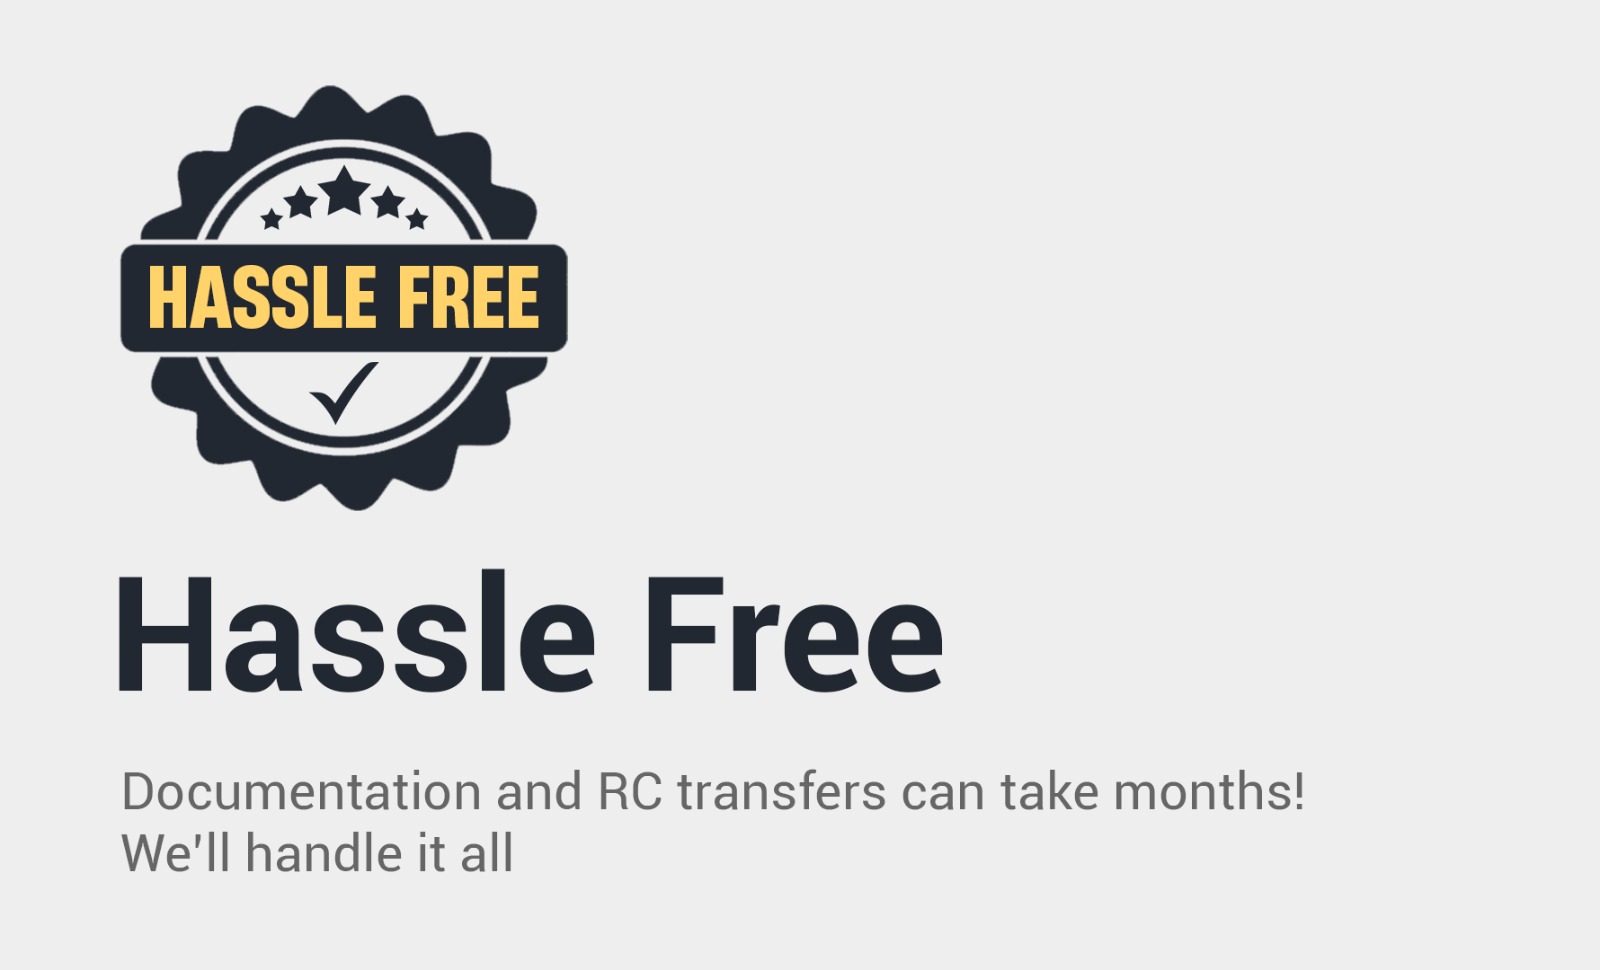 HASSLE FREE
Hassle Free
Documentation and RC transfers can take months!
We'll handle it all